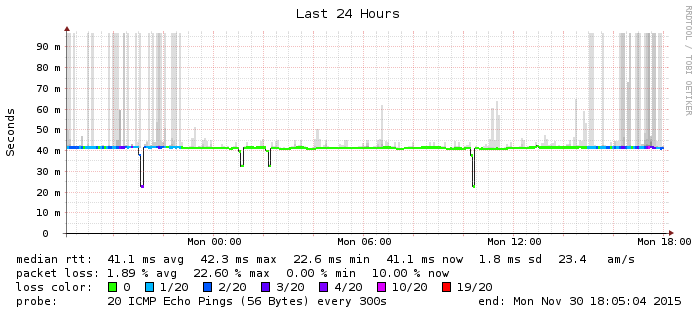 Last 24 Hours
RRDTOOL / TOBI OETIKER
Seconds
90 m
80 m
70 m
60 m
50 m
40 m
30 m
20 m
10 m
0
Mon 00:00 Mon 06:00 Mon 12:00 Mon 18:00
median rtt: 41.1 ms avg 42.3 ms max 22.6 ms min 41.1 ms now 1.8 ms sd 23.4 am/s
packet loss: 1.89 % avg 22.60 % max 0.00 % min 10.00 % now
loss color: 0 1/20 2/20 3/20 4/20 10/20 19/20
probe: 20 ICMP Echo Pings (56 Bytes) every 300s end: Mon Nov 30 18:05:04 2015